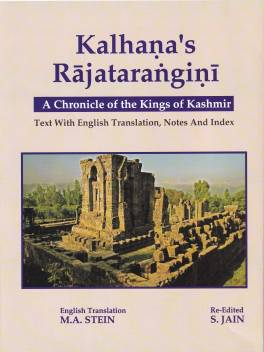 Kalhaṇa's
Rājataraṅgiṇī
A Chronicle of the Kings of Kashmir
Text With English Translation, Notes And Index
English Translation
M.A. STEIN
Re-Edited
S. JAIN